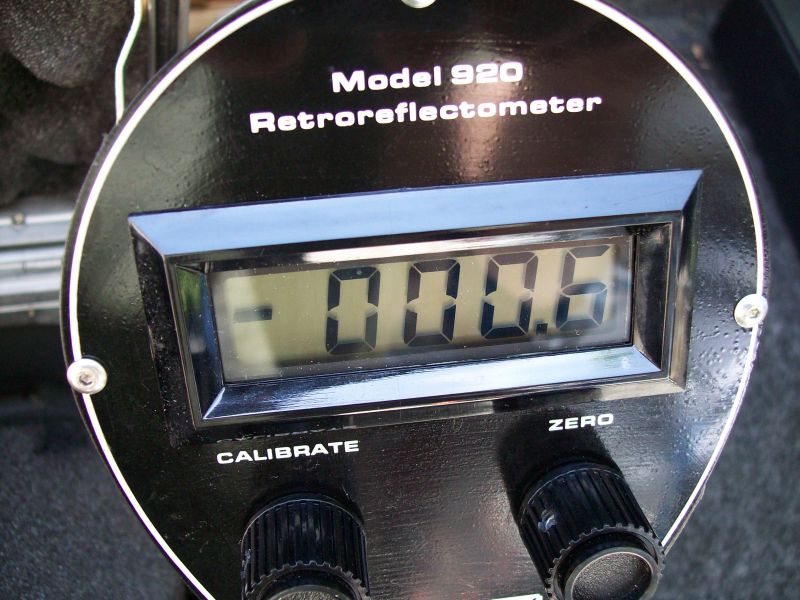 Model 920
Retroreflectometer
- 000.6
CALIBRATE
ZERO